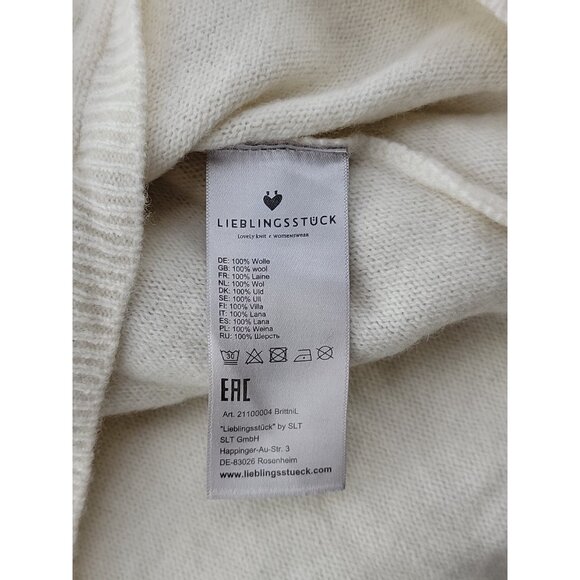 LIEBLINGSSTÜCK
LOVELY KNIT + WOMENSWEAR
DE: 100% Wolle
GB: 100% wool
FR: 100% Laine
NL: 100% Wol
DK: 100% Uld
SE: 100% Ull
FI: 100% Villa
IT: 100% Lana
ES: 100% Lana
PL: 100% Wełna
RU: 100% Шерсть
30
EAC
Art. 21100004 BrittniL
"Lieblingsstück" by SLT
SLT GmbH
Happinger-Au-Str. 3
DE-83026 Rosenheim
www.lieblingsstueck.com